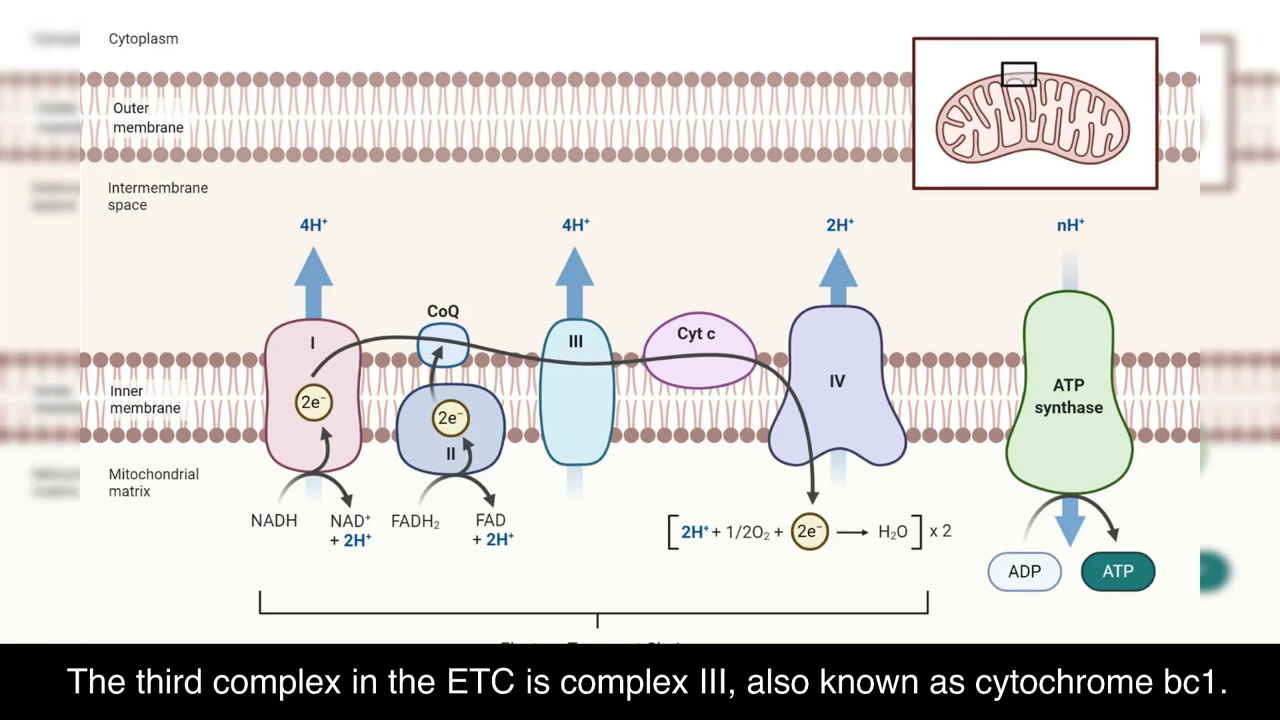 Cytoplasm
Outer
membrane
Intermembrane
space
4H⁺
4H⁺
2H⁺
nH⁺
CoQ
I
III
Cyt c
IV
ATP
synthase
Inner
membrane
2e⁻
2e⁻
II
Mitochondrial
matrix
NADH
NAD⁺
+ 2H⁺
FADH₂
FAD
+ 2H⁺
[2H⁺ + 1/2O₂ + 2e⁻ → H₂O] x 2
ADP
ATP
The third complex in the ETC is complex III, also known as cytochrome bc1.